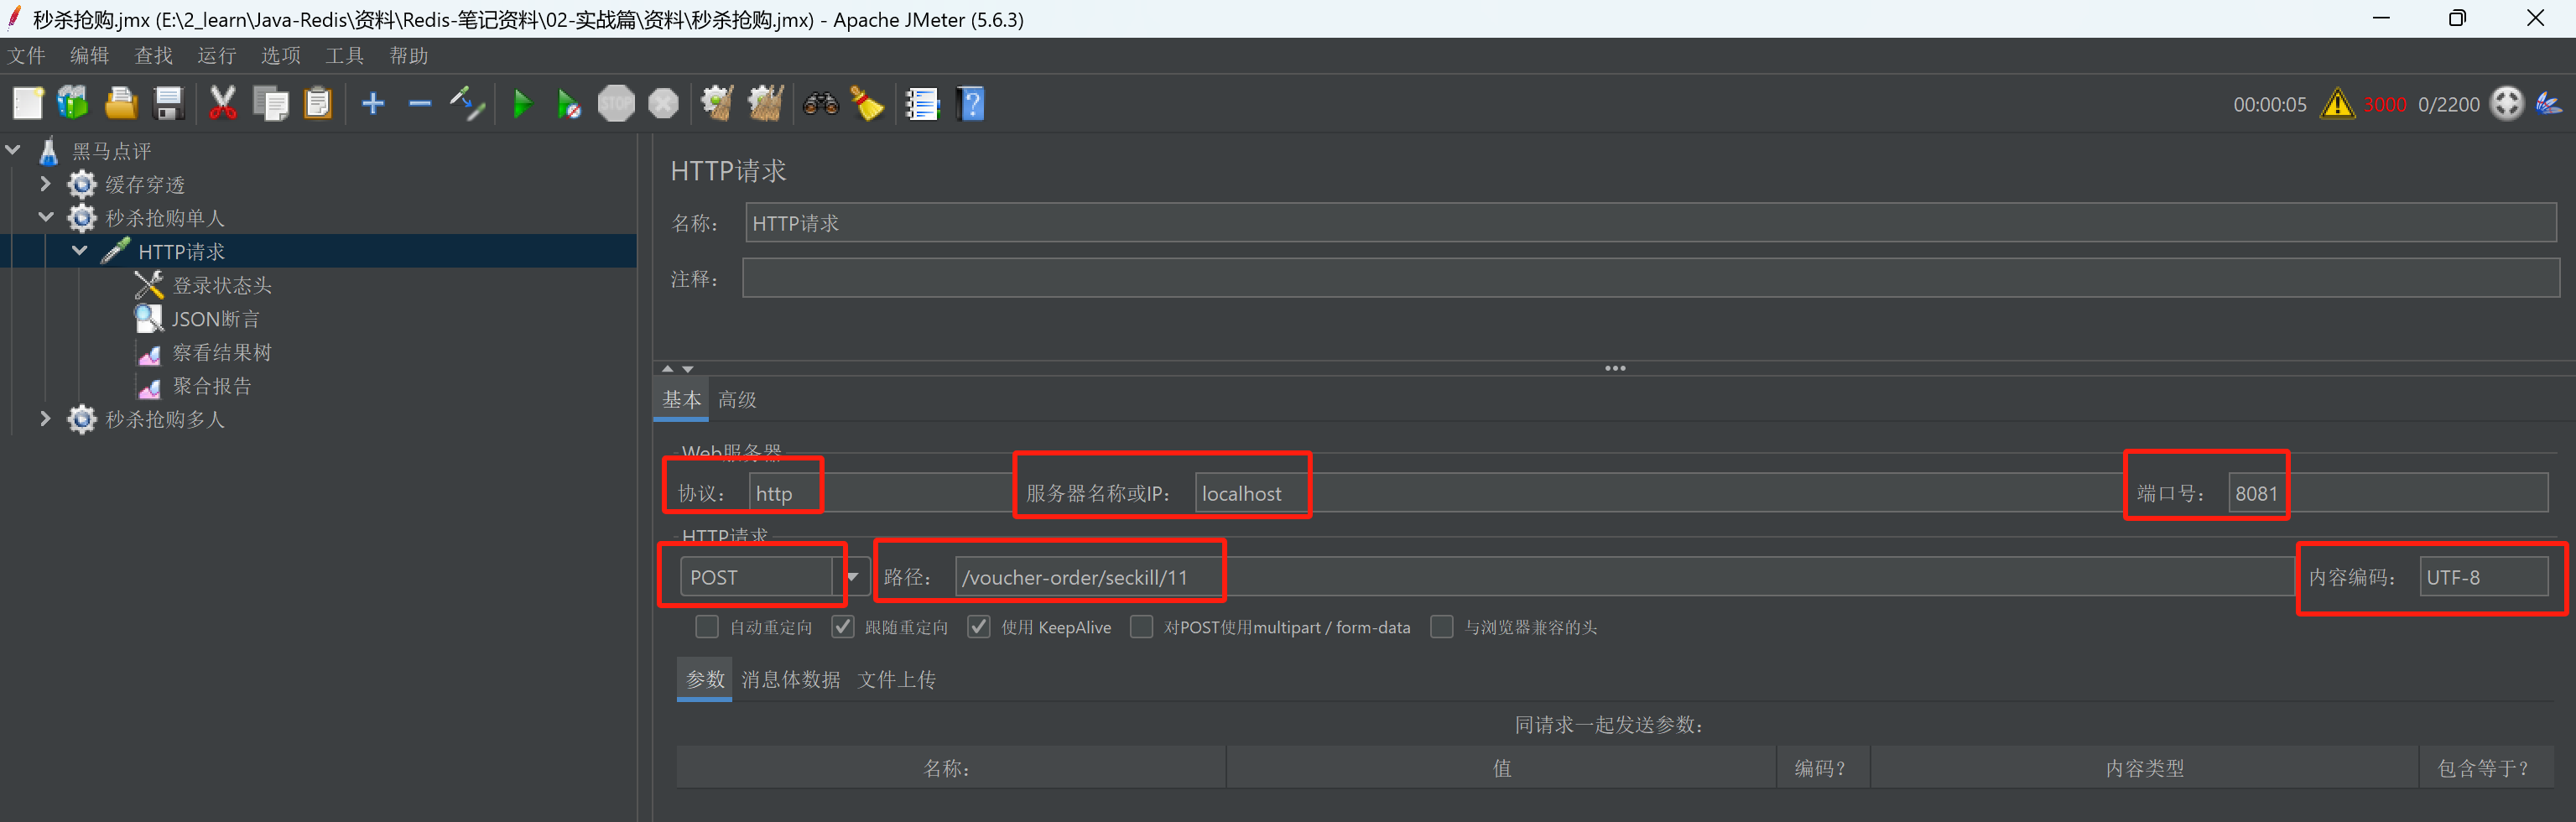 秒杀抢购.jmx (E:\2_learn\Java-Redis\资料\Redis-笔记资料\02-实战篇\资料\秒杀抢购.jmx) - Apache JMeter (5.6.3)
文件 编辑 查找 运行 选项 工具 帮助
STOP 00:00:05 3000 0/2200
黑马点评
缓存穿透
秒杀抢购单人
HTTP请求
登录状态头
JSON断言
察看结果树
聚合报告
秒杀抢购多人
HTTP请求
名称： HTTP请求
注释：
基本 高级
Web服务器
协议： http 服务器名称或IP： localhost 端口号： 8081
HTTP请求
POST 路径： /voucher-order/seckill/11 内容编码： UTF-8
自动重定向 跟随重定向 使用 KeepAlive 对POST使用multipart / form-data 与浏览器兼容的头
参数 消息体数据 文件上传
同请求一起发送参数：
名称： 值 编码？ 内容类型 包含等于？